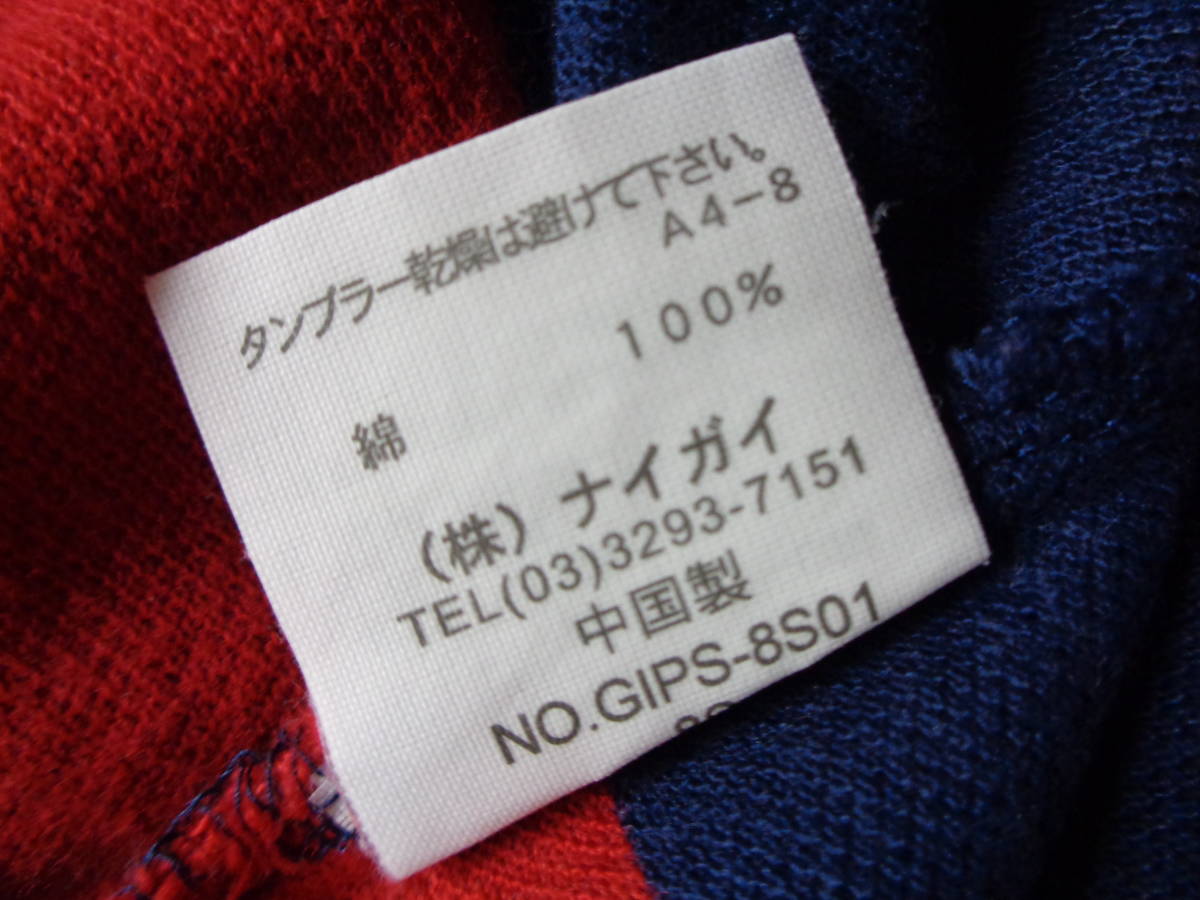 タンブラー乾燥は避けて下さい。
A4-8
綿 100%
(株) ナイガイ
TEL(03)3293-7151
中国製
NO.GIPS-8S01